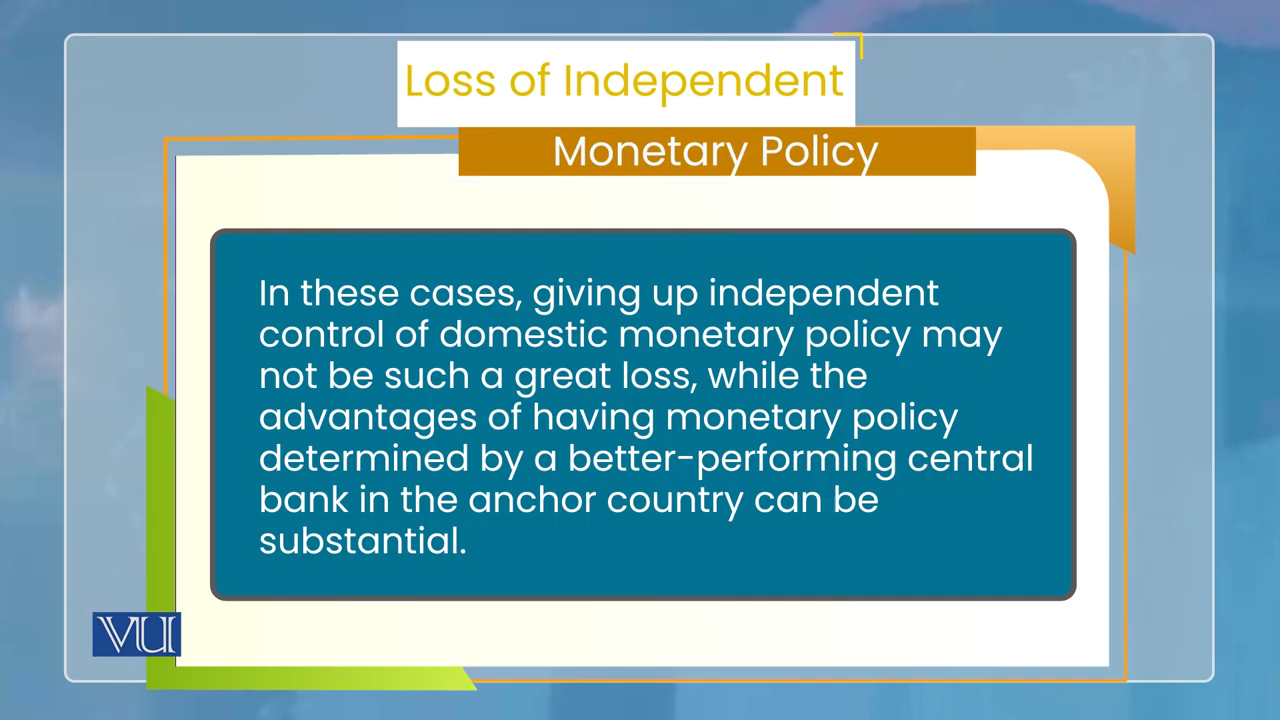 Loss of Independent
Monetary Policy
In these cases, giving up independent
control of domestic monetary policy may
not be such a great loss, while the
advantages of having monetary policy
determined by a better-performing central
bank in the anchor country can be
substantial.
VU